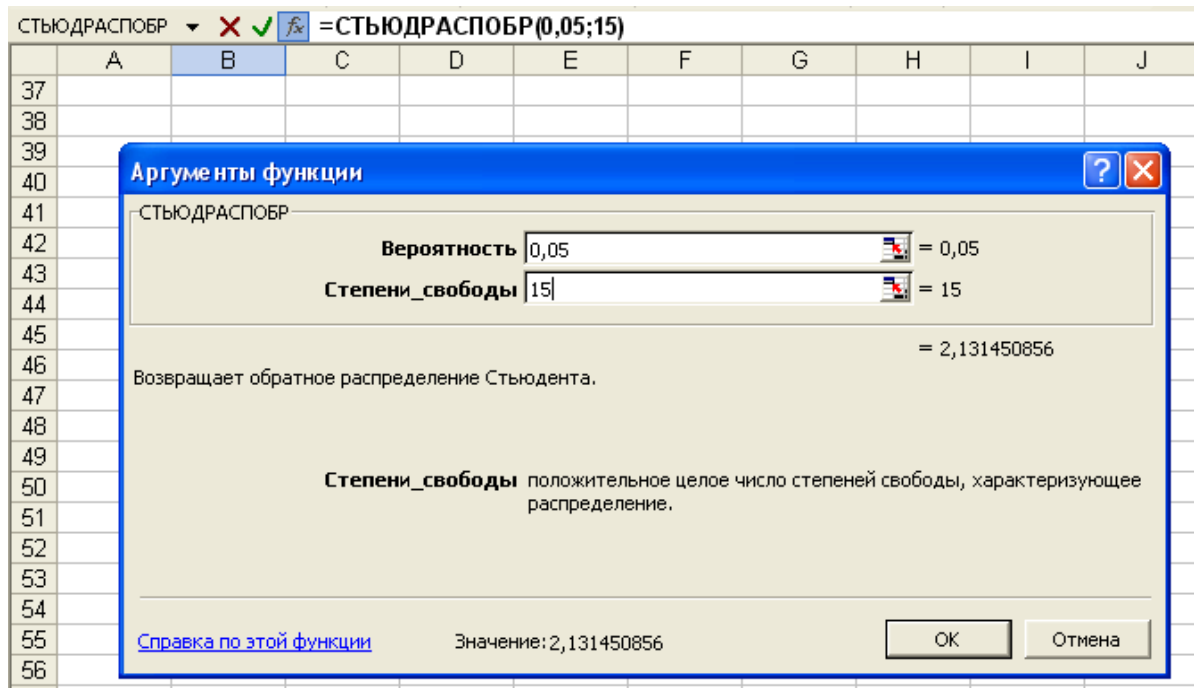 СТЬЮДРАСПОБР =СТЬЮДРАСПОБР(0,05;15)
A B C D E F G H I J
37
38
39
Аргументы функции
40
41 СТЬЮДРАСПОБР
42 Вероятность 0,05 = 0,05
43
Степени_свободы 15 = 15
44
45
= 2,131450856
46
Возвращает обратное распределение Стьюдента.
47
48
49
Степени_свободы положительное целое число степеней свободы, характеризующее
50
распределение.
51
52
53
54
55 Справка по этой функции Значение:2,131450856 ОК Отмена
56